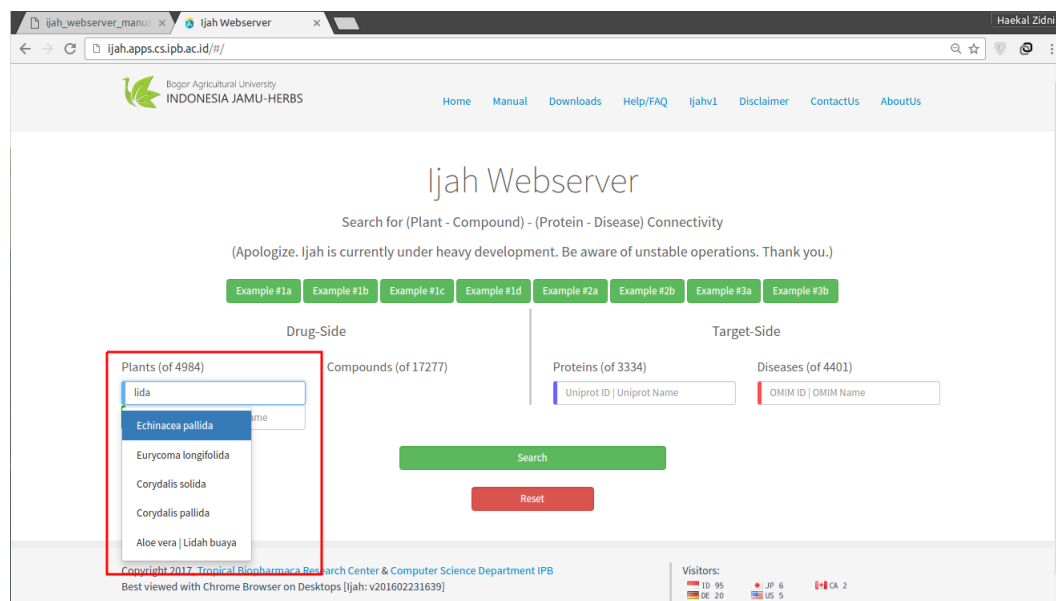 ijah_webserver_manu
Ijah Webserver
Haekal Zidni
ijah.apps.cs.ipb.ac.id/#/
Bogor Agricultural University
INDONESIA JAMU-HERBS
Home Manual Downloads Help/FAQ Ijahv1 Disclaimer ContactUs AboutUs
Ijah Webserver
Search for (Plant - Compound) - (Protein - Disease) Connectivity
(Apologize. Ijah is currently under heavy development. Be aware of unstable operations. Thank you.)
Example #1a Example #1b Example #1c Example #1d Example #2a Example #2b Example #3a Example #3b
Drug-Side Target-Side
Plants (of 4984) Compounds (of 17277) Proteins (of 3334) Diseases (of 4401)
lida Uniprot ID | Uniprot Name OMIM ID | OMIM Name
Echinacea pallida
Eurycoma longifolida
Corydalis solida
Corydalis pallida
Aloe vera | Lidah buaya
Search
Reset
Copyright 2017, Tropical Biopharmaca Research Center & Computer Science Department IPB
Best viewed with Chrome Browser on Desktops [Ijah: v201602231639]
Visitors:
ID 95 JP 6 CA 2
DE 20 US 5